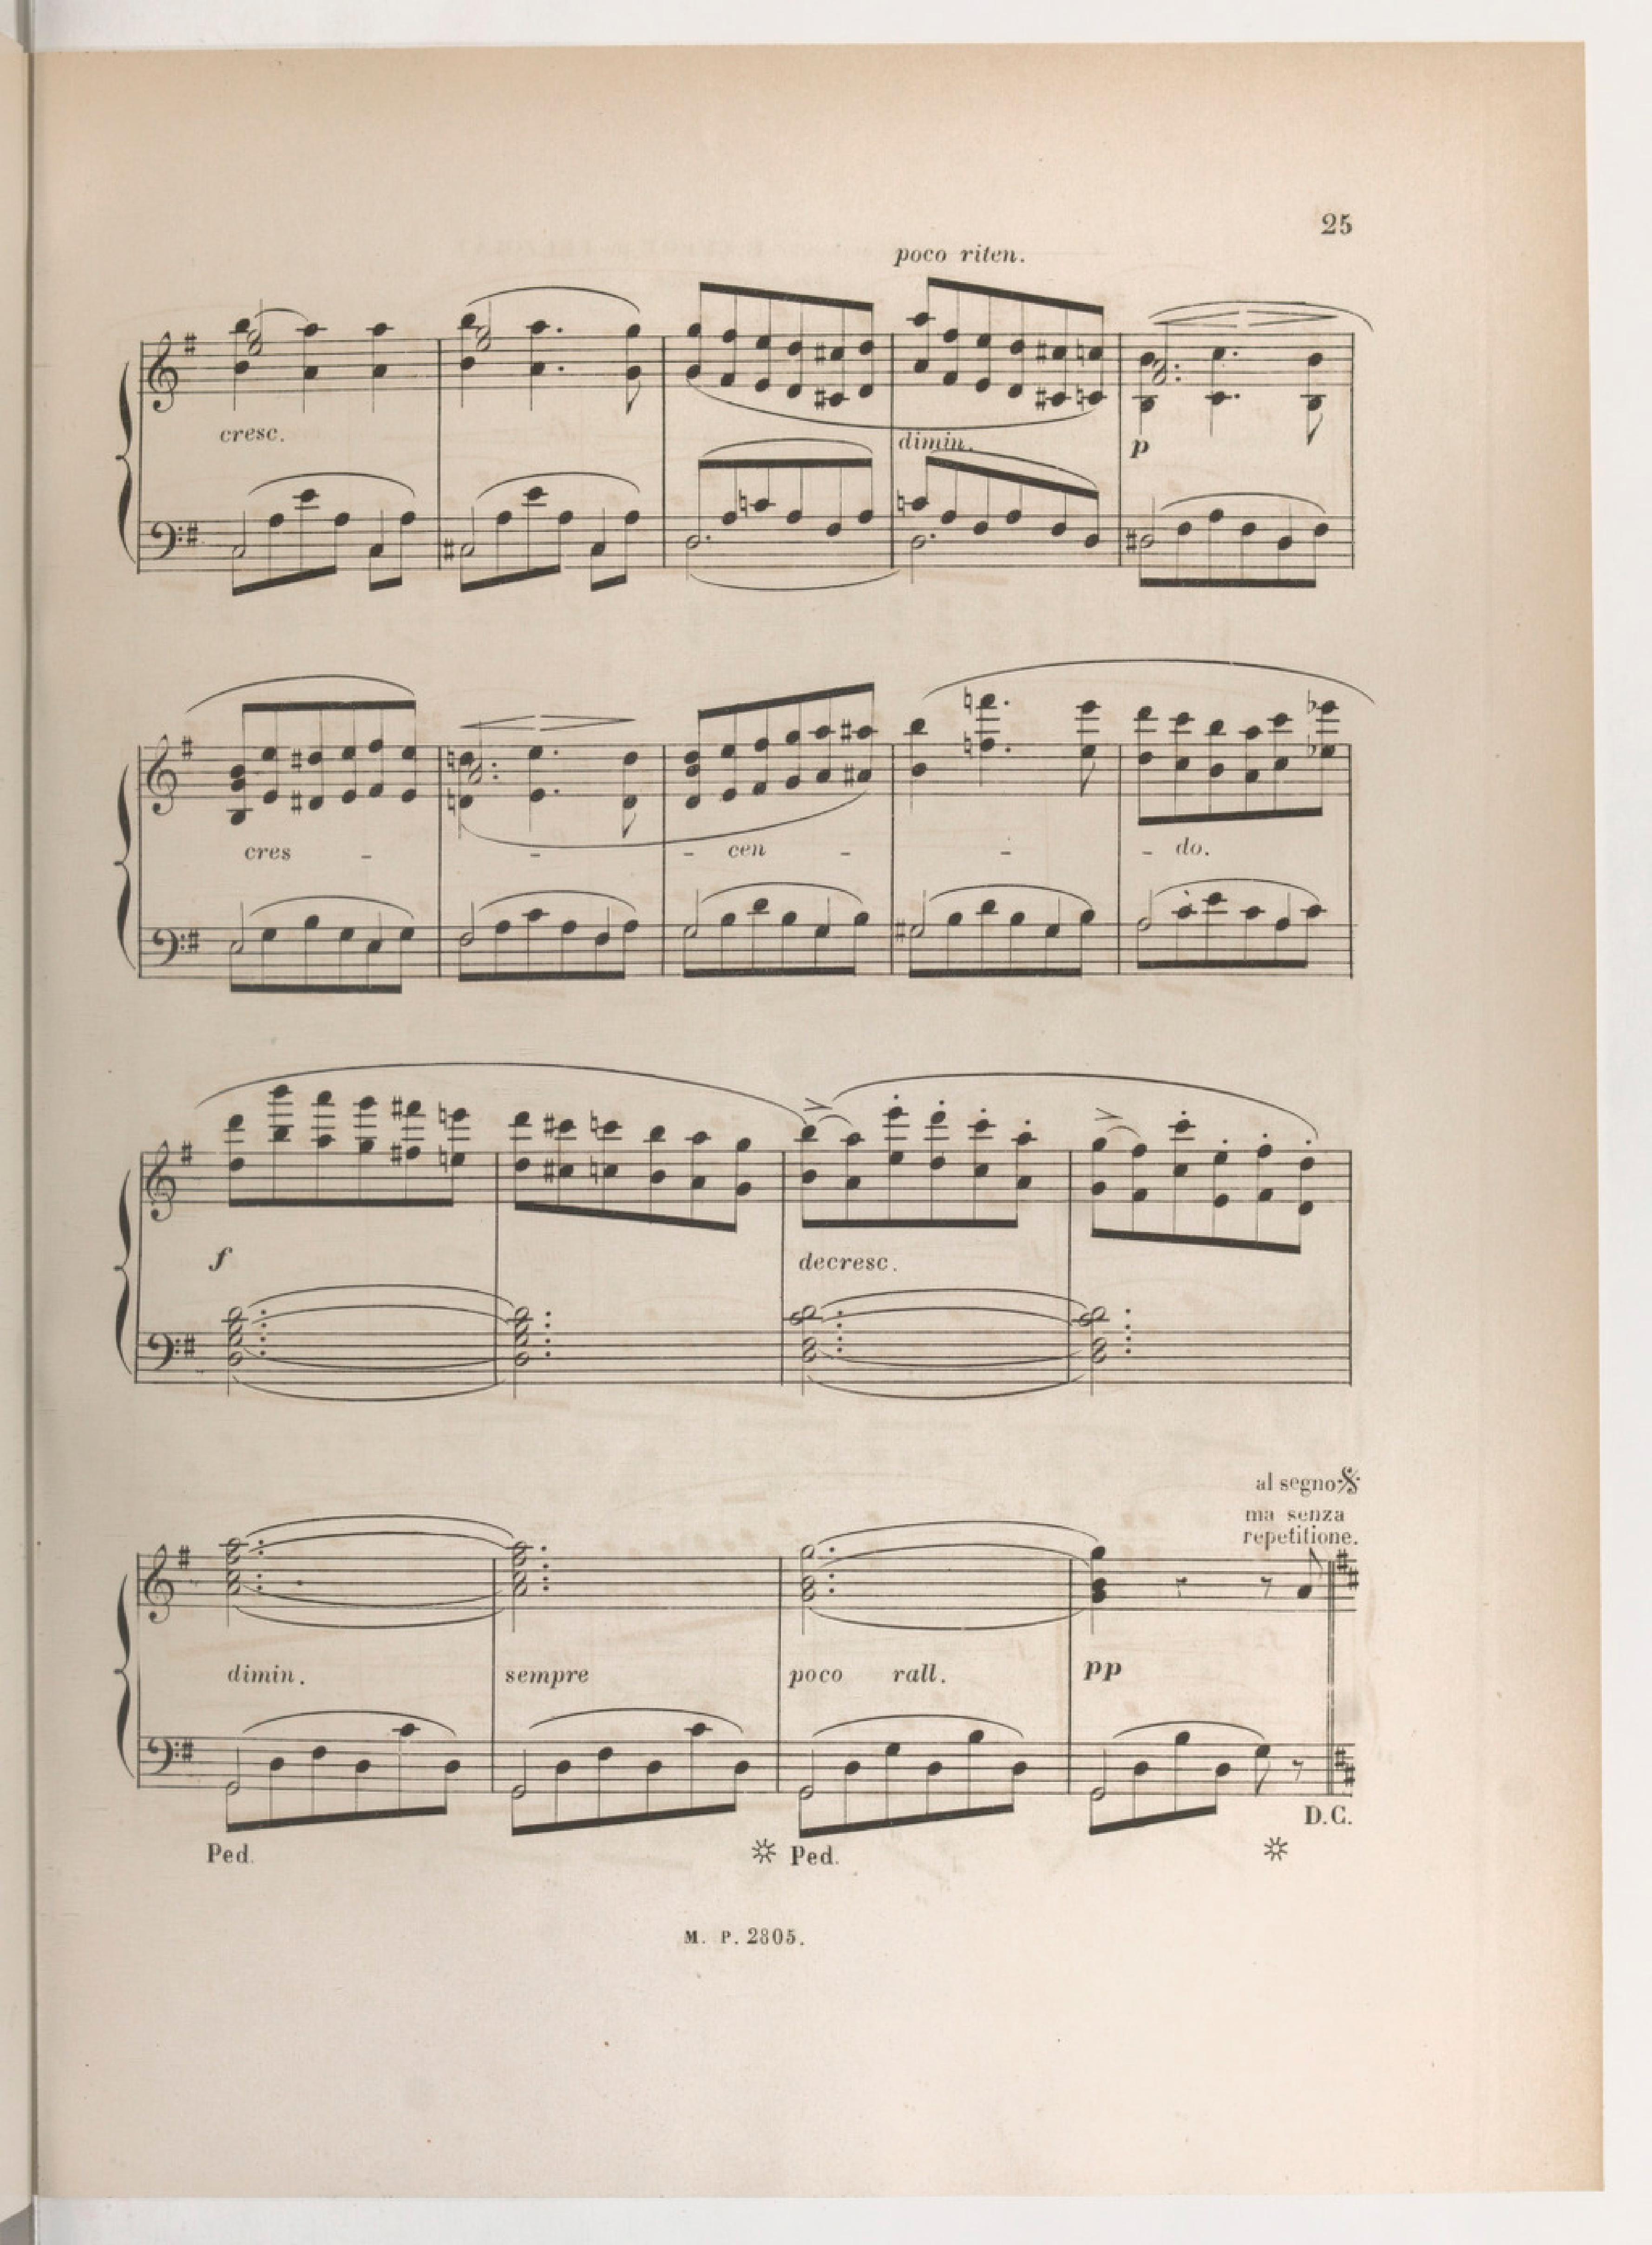 25
poco riten.
cresc.
dimin.
p
cres - - - cen - - - do.
f
decresc.
al segno
ma senza
repetitione.
dimin. sempre poco rall. pp
D.C.
Ped. Ped.
M. P. 2805.